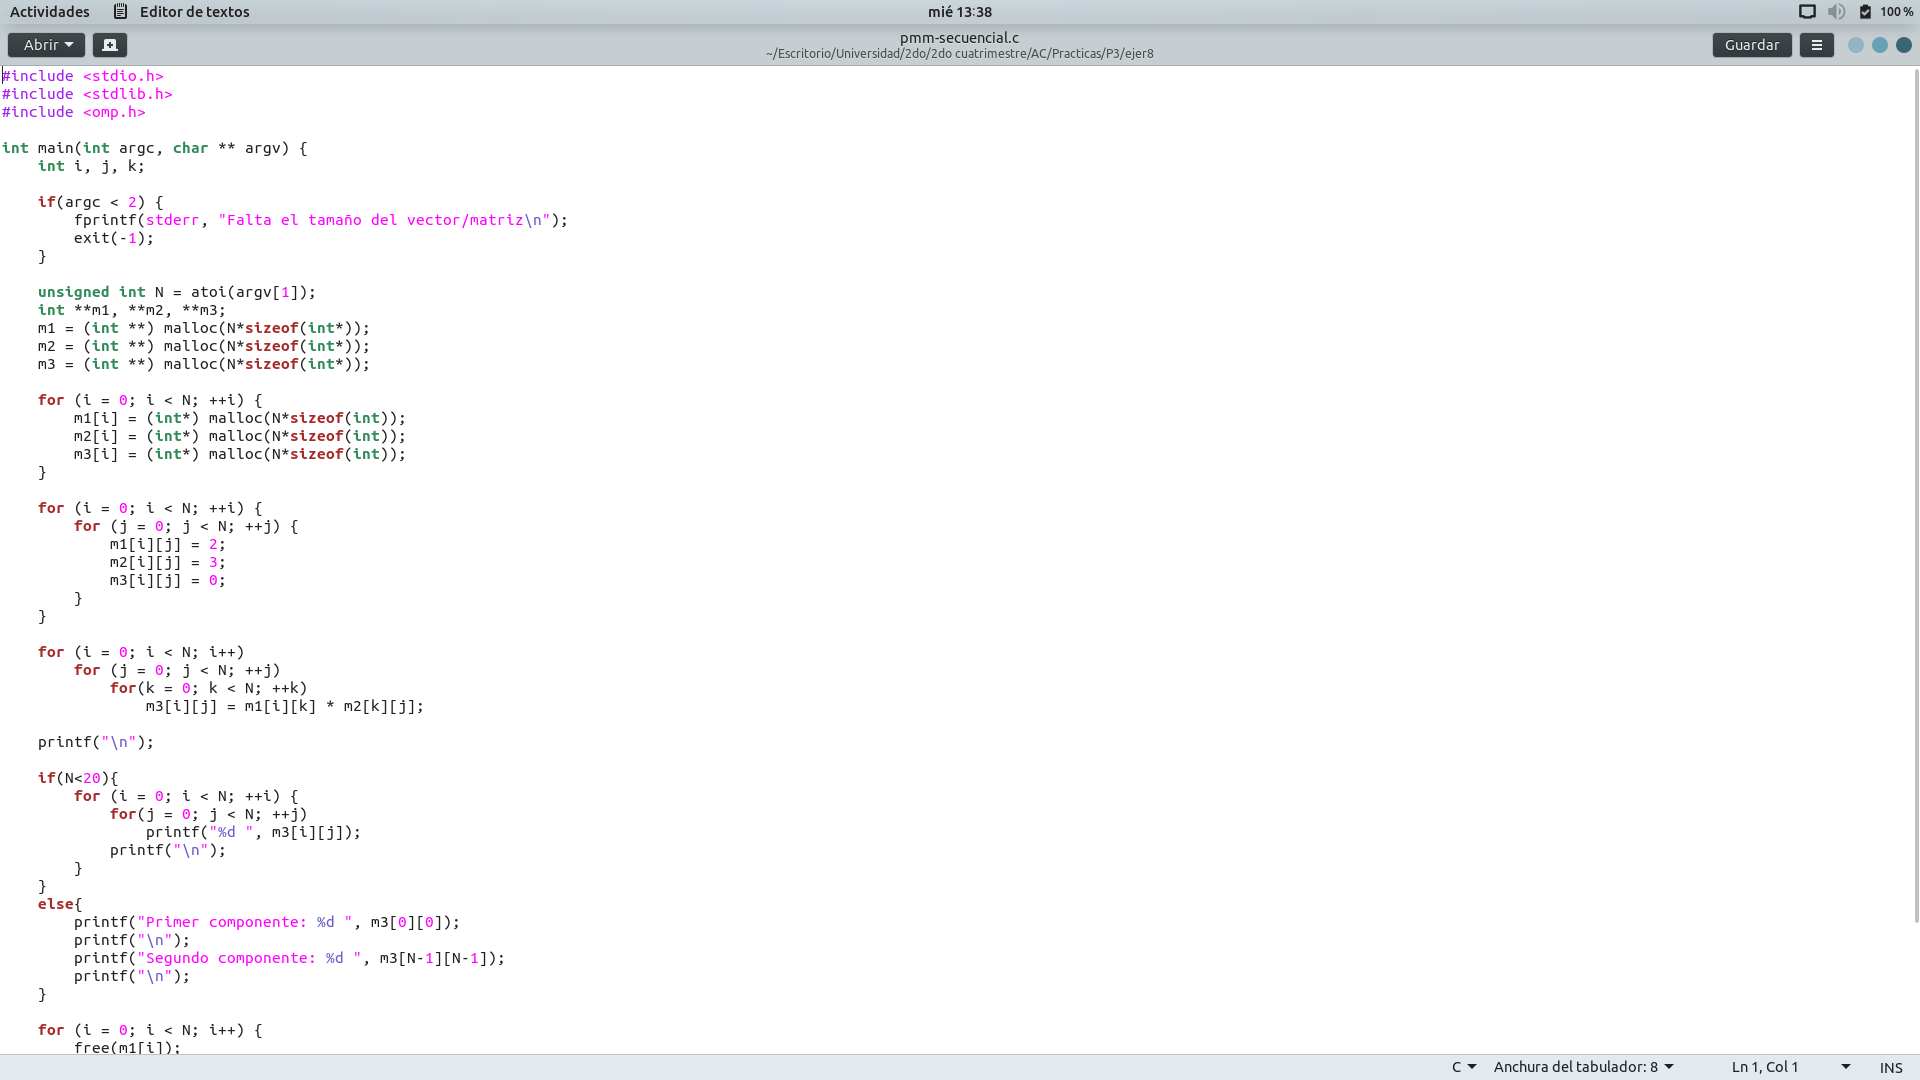 Actividades Editor de textos mié 13:38 100 %
Abrir pmm-secuencial.c Guardar
~/Escritorio/Universidad/2do/2do cuatrimestre/AC/Practicas/P3/ejer8
#include <stdio.h>
#include <stdlib.h>
#include <omp.h>

int main(int argc, char ** argv) {
    int i, j, k;

    if(argc < 2) {
        fprintf(stderr, "Falta el tamaño del vector/matriz\n");
        exit(-1);
    }

    unsigned int N = atoi(argv[1]);
    int **m1, **m2, **m3;
    m1 = (int **) malloc(N*sizeof(int*));
    m2 = (int **) malloc(N*sizeof(int*));
    m3 = (int **) malloc(N*sizeof(int*));

    for (i = 0; i < N; ++i) {
        m1[i] = (int*) malloc(N*sizeof(int));
        m2[i] = (int*) malloc(N*sizeof(int));
        m3[i] = (int*) malloc(N*sizeof(int));
    }

    for (i = 0; i < N; ++i) {
        for (j = 0; j < N; ++j) {
            m1[i][j] = 2;
            m2[i][j] = 3;
            m3[i][j] = 0;
        }
    }

    for (i = 0; i < N; i++)
        for (j = 0; j < N; ++j)
            for(k = 0; k < N; ++k)
                m3[i][j] = m1[i][k] * m2[k][j];

    printf("\n");

    if(N<20){
        for (i = 0; i < N; ++i) {
            for(j = 0; j < N; ++j)
                printf("%d ", m3[i][j]);
            printf("\n");
        }
    }
    else{
        printf("Primer componente: %d ", m3[0][0]);
        printf("\n");
        printf("Segundo componente: %d ", m3[N-1][N-1]);
        printf("\n");
    }

    for (i = 0; i < N; i++) {
        free(m1[i]);
C Anchura del tabulador: 8 Ln 1, Col 1 INS